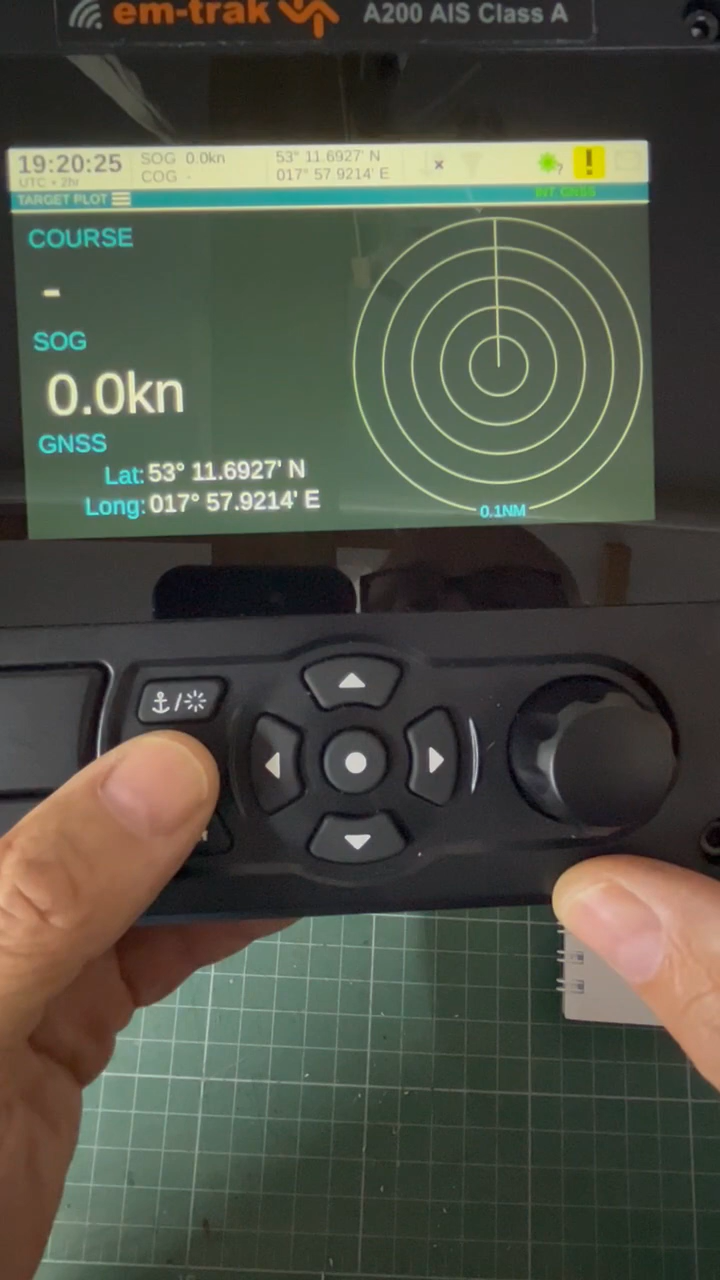 em-trak A200 AIS Class A
19:20:25
UTC + 2hr
SOG 0.0kn
COG -
53° 11.6927' N
017° 57.9214' E
x
?
!
TARGET PLOT
INT GNSS
COURSE
-
SOG
0.0kn
GNSS
Lat: 53° 11.6927' N
Long: 017° 57.9214' E
0.1NM